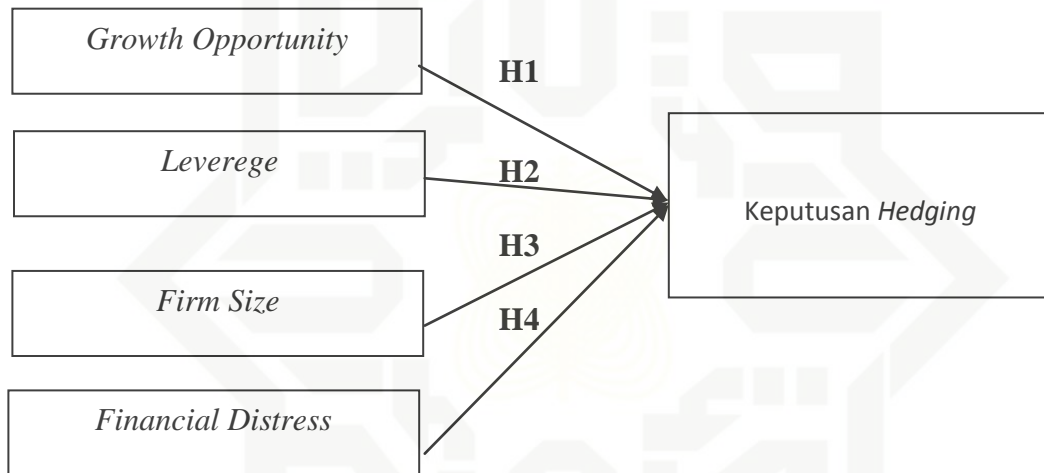 Growth Opportunity
H1
Leverege
H2
Keputusan Hedging
H3
Firm Size
H4
Financial Distress